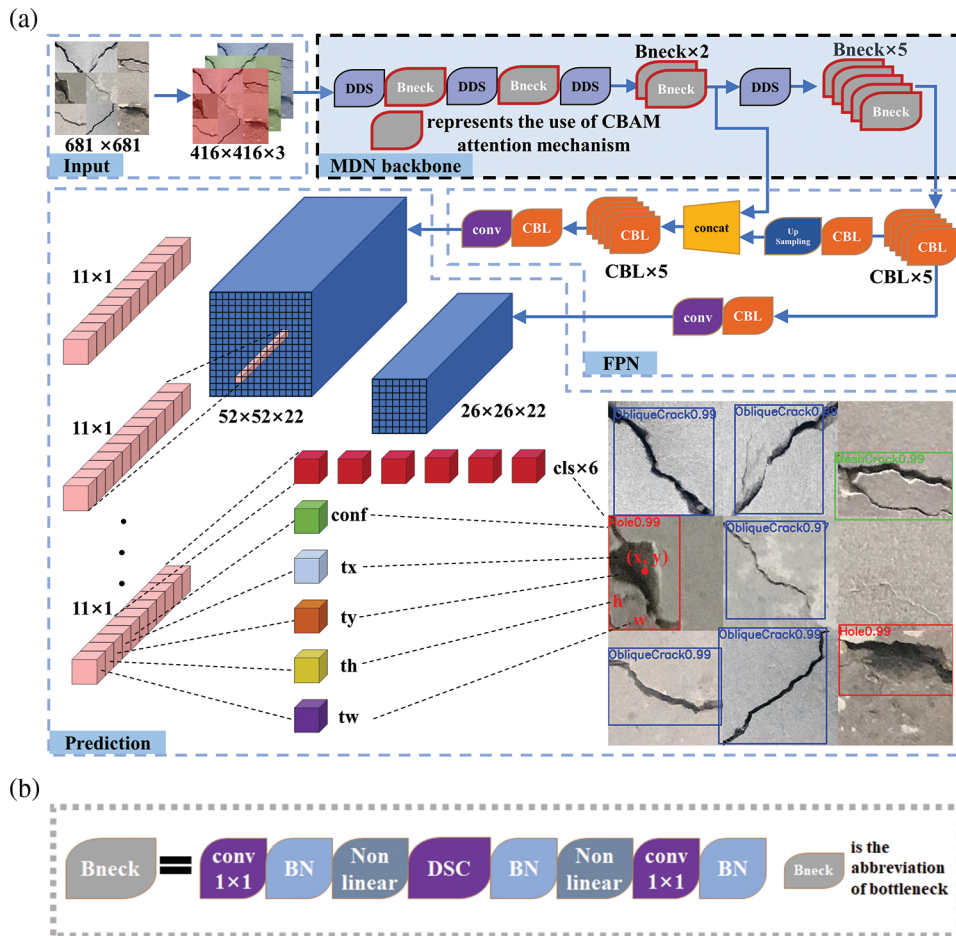 (a)
681 ×681
416×416×3
Input
DDS
Bneck
DDS
Bneck
DDS
Bneck×2
Bneck
DDS
Bneck×5
Bneck
represents the use of CBAM
attention mechanism
MDN backbone
conv
CBL
CBL
CBL×5
concat
Up
Sampling
CBL
CBL
CBL×5
conv
CBL
FPN
11×1
11×1
11×1
52×52×22
26×26×22
cls×6
conf
tx
ty
th
tw
Prediction
ObliqueCrack0.99
ObliqueCrack0.99
MeshCrack0.99
Hole0.99
(x, y)
h
w
ObliqueCrack0.97
ObliqueCrack0.99
ObliqueCrack0.99
Hole0.99
(b)
Bneck
=
conv
1×1
BN
Non
linear
DSC
BN
Non
linear
conv
1×1
BN
Bneck
is the
abbreviation
of bottleneck